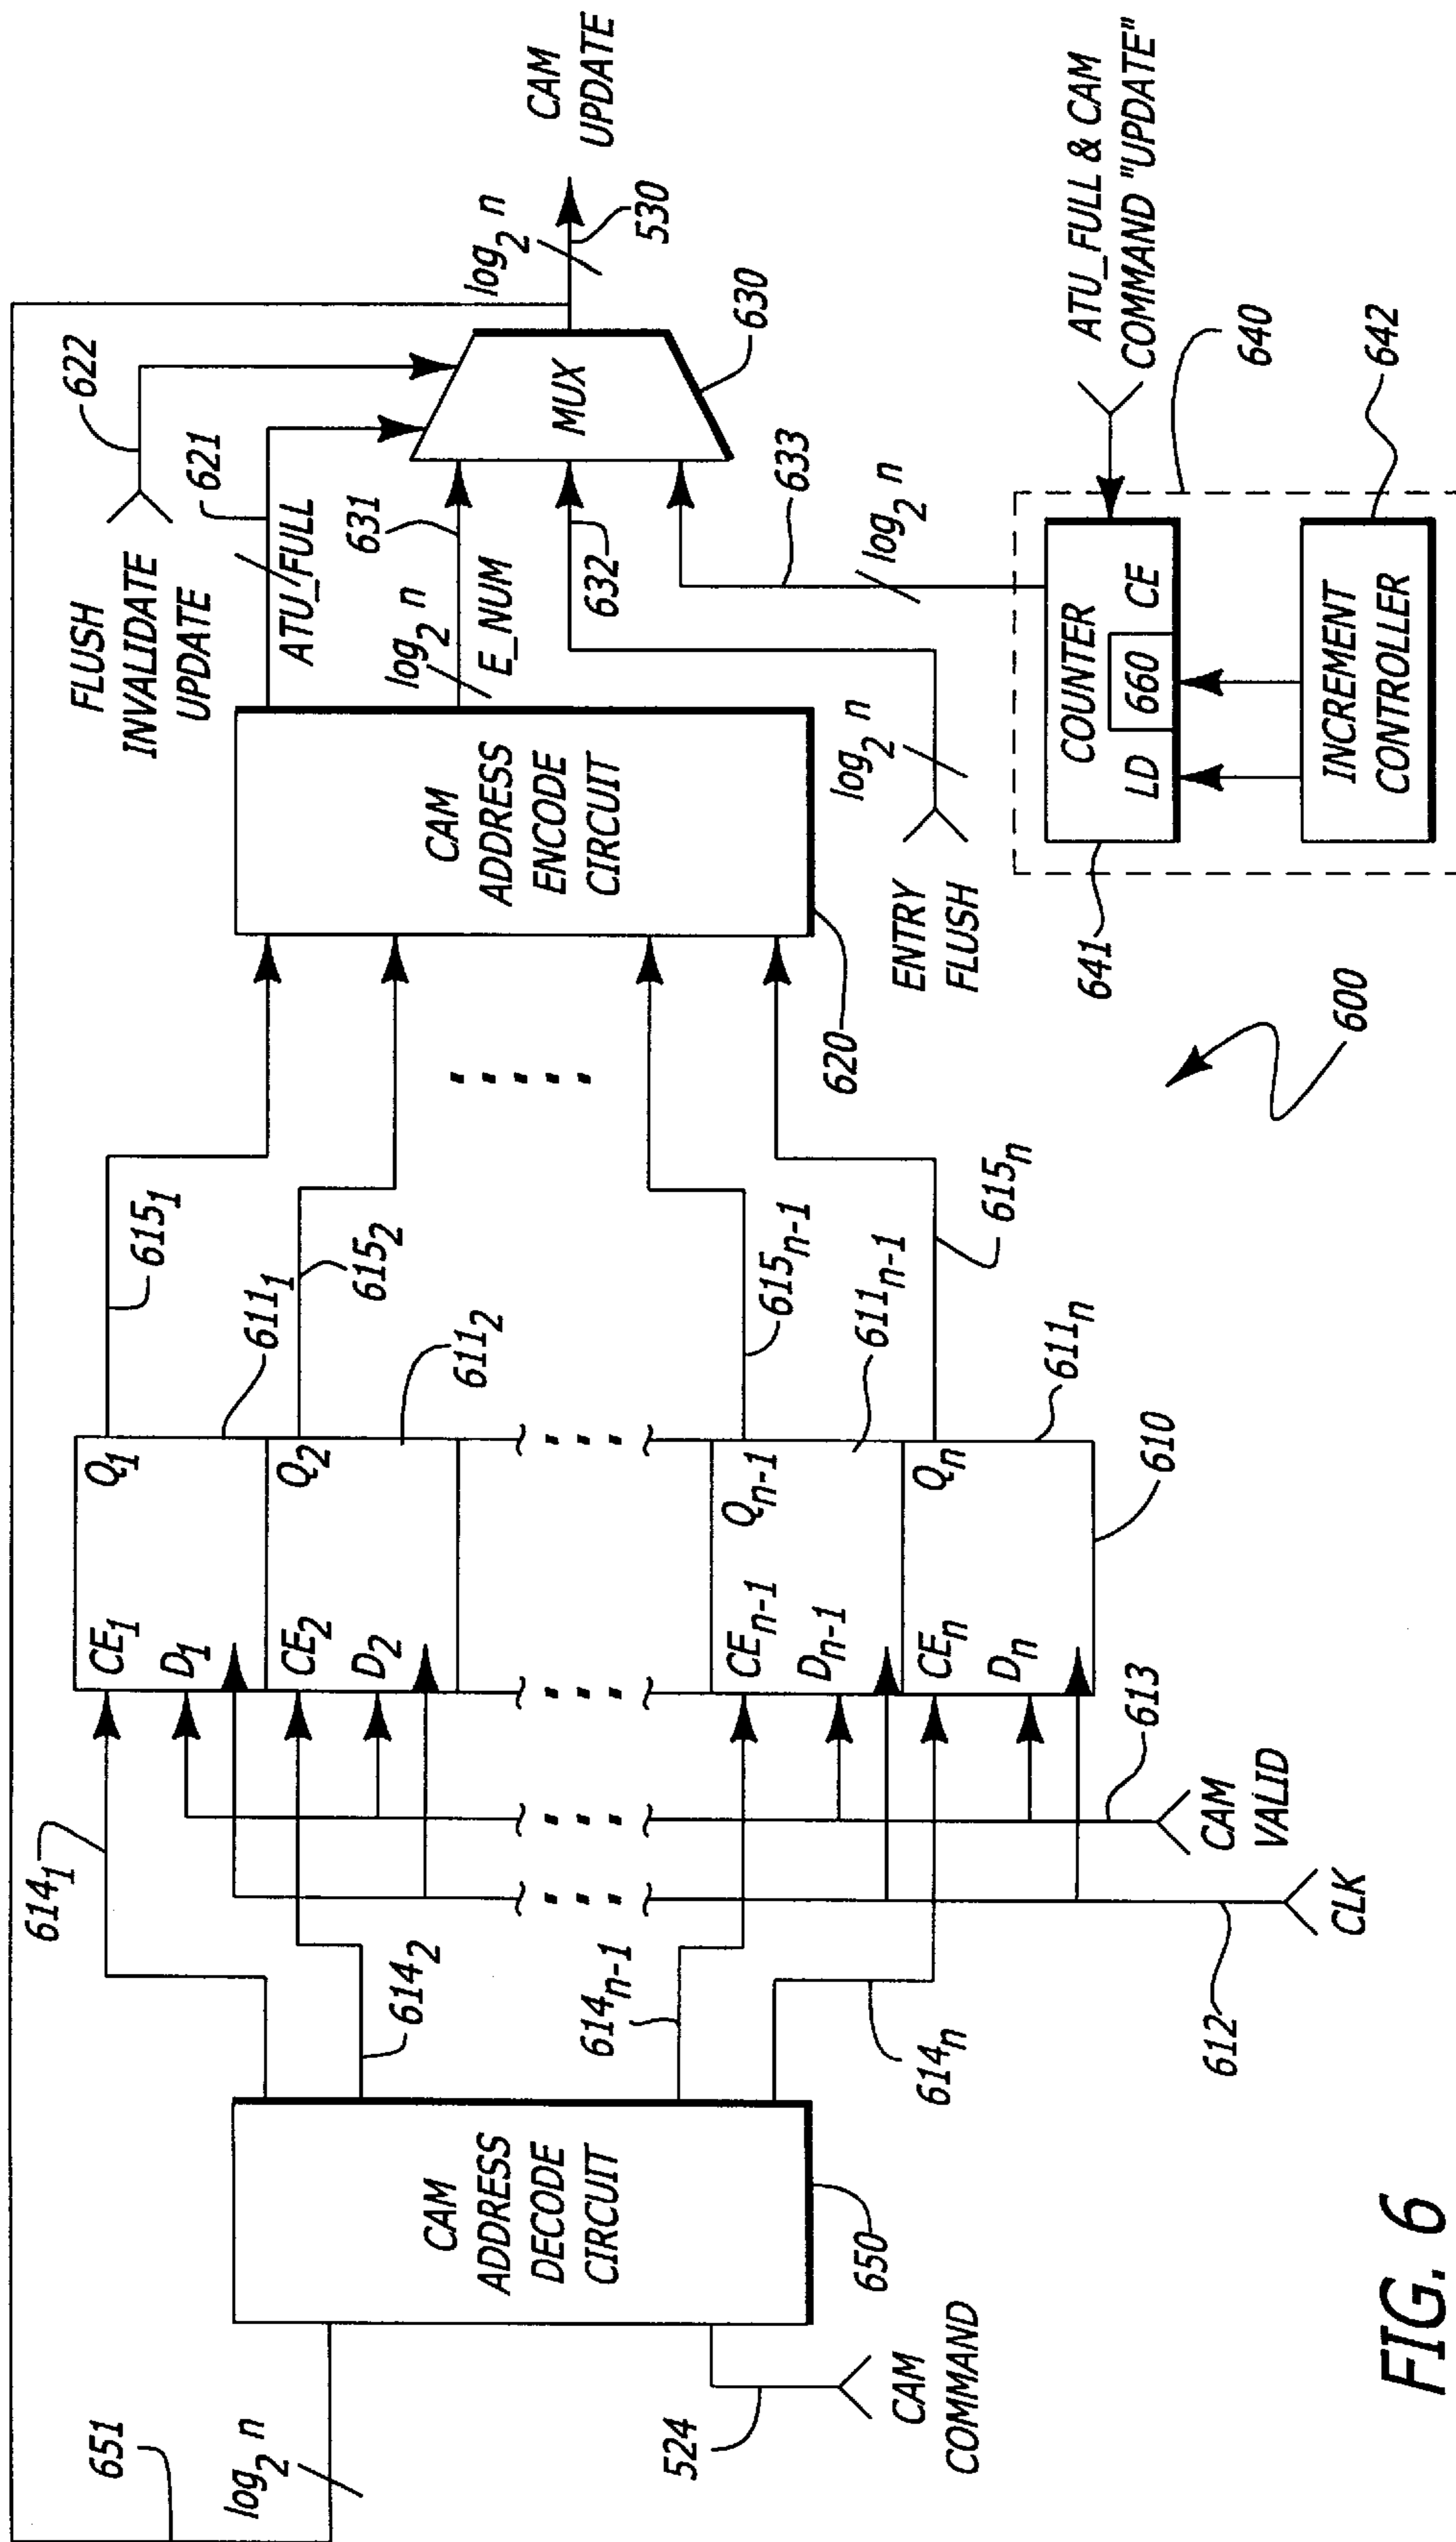 651
log₂ n
CAM
ADDRESS
DECODE
CIRCUIT
650
524
CAM
COMMAND
614₁
614₂
614ₙ₋₁
614ₙ
612
CLK
613
CAM
VALID
CE₁
D₁
Q₁
CE₂
D₂
Q₂
CEₙ₋₁
Dₙ₋₁
Qₙ₋₁
CEₙ
Dₙ
Qₙ
611₁
611₂
611ₙ₋₁
611ₙ
610
615₁
615₂
615ₙ₋₁
615ₙ
CAM
ADDRESS
ENCODE
CIRCUIT
620
FLUSH
INVALIDATE
UPDATE
622
621
ATU_FULL
631
log₂ n
E_NUM
632
ENTRY
FLUSH
log₂ n
633
log₂ n
MUX
630
log₂ n
530
CAM
UPDATE
ATU_FULL & CAM
COMMAND "UPDATE"
640
COUNTER
LD
660
CE
641
INCREMENT
CONTROLLER
642
600
FIG. 6